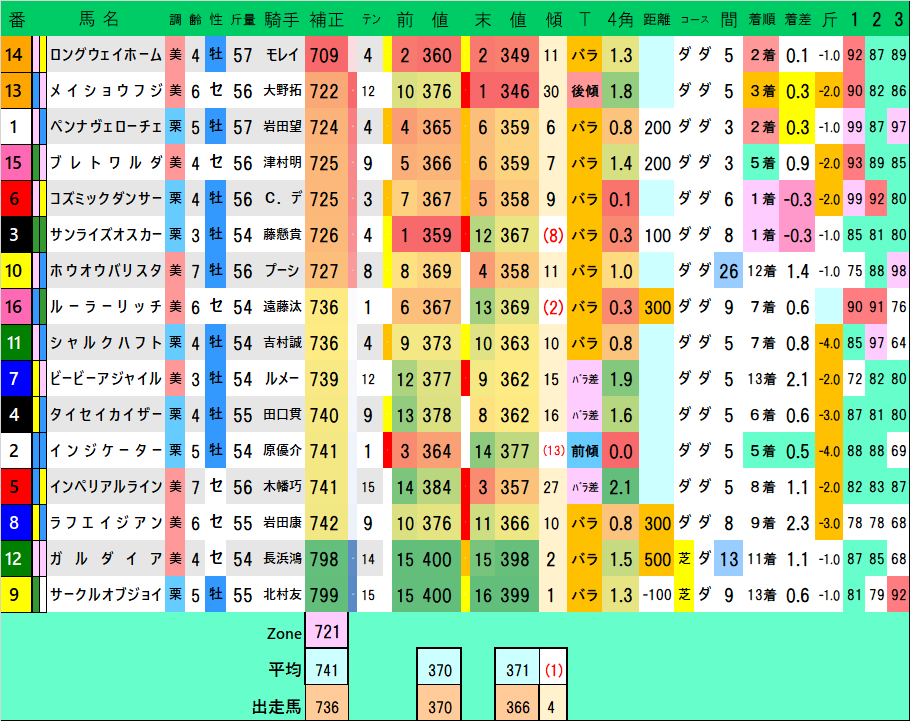 番 馬名 調 齢 性 斤量 騎手 補正 テン 前 値 末 値 傾 T 4角 距離 コース 間 着順 着差 斤 1 2 3
14 ロングウェイホーム 美 4 牡 57 モレイ 709 4 2 360 2 349 11 バラ 1.3 ダ ダ 5 2着 0.1 -1.0 92 87 89
13 メイショウフジ 美 6 セ 56 大野拓 722 12 10 376 1 346 30 後傾 1.8 ダ ダ 5 3着 0.3 -2.0 90 82 86
1 ペンナヴェローチェ 栗 5 牡 57 岩田望 724 4 4 365 6 359 6 バラ 0.8 200 ダ ダ 3 2着 0.3 -1.0 99 87 97
15 ブレトワルダ 美 4 セ 56 津村明 725 9 5 366 6 359 7 バラ 1.4 200 ダ ダ 3 5着 0.9 -2.0 93 89 85
6 コズミックダンサー 栗 4 牡 56 C.デ 725 3 7 367 5 358 9 バラ 0.1 ダ ダ 6 1着 -0.3 -2.0 99 92 80
3 サンライズオスカー 栗 3 牡 54 藤懸貴 726 4 1 359 12 367 (8) バラ 0.3 100 ダ ダ 8 1着 -0.3 -1.0 85 81 80
10 ホウオウバリスタ 美 7 牡 56 プーシ 727 8 8 369 4 358 11 バラ 1.0 ダ ダ 26 12着 1.4 -1.0 75 88 98
16 ルーラーリッチ 美 6 セ 54 遠藤汰 736 1 6 367 13 369 (2) バラ 0.3 300 ダ ダ 9 7着 0.6 90 91 76
11 シャルクハフト 栗 4 牡 54 吉村誠 736 4 9 373 10 363 10 バラ 0.8 ダ ダ 5 7着 0.8 -4.0 85 97 64
7 ビービーアジャイル 美 3 牡 54 ルメー 739 12 12 377 9 362 15 バラ差 1.9 ダ ダ 5 13着 2.1 -2.0 72 82 80
4 タイセイカイザー 栗 4 牡 55 田口貫 740 9 13 378 8 362 16 バラ差 1.6 ダ ダ 5 6着 0.6 -3.0 87 81 80
2 インジケーター 栗 5 牡 54 原優介 741 1 3 364 14 377 (13) 前傾 0.0 ダ ダ 5 5着 0.5 -4.0 88 88 69
5 インペリアルライン 美 7 セ 56 木幡巧 741 15 14 384 3 357 27 バラ差 2.1 ダ ダ 5 8着 1.1 -2.0 82 83 87
8 ラフエイジアン 美 6 セ 55 岩田康 742 9 10 376 11 366 10 バラ 0.8 300 ダ ダ 8 9着 2.3 -3.0 78 78 68
12 ガルダイア 美 4 セ 54 長浜鴻 798 14 15 400 15 398 2 バラ 1.5 500 芝 ダ 13 11着 1.1 -1.0 87 85 68
9 サークルオブジョイ 栗 5 牡 55 北村友 799 15 15 400 16 399 1 バラ 1.3 -100 芝 ダ 9 13着 0.6 -1.0 81 79 92
Zone 721
平均 741 370 371 (1)
出走馬 736 370 366 4